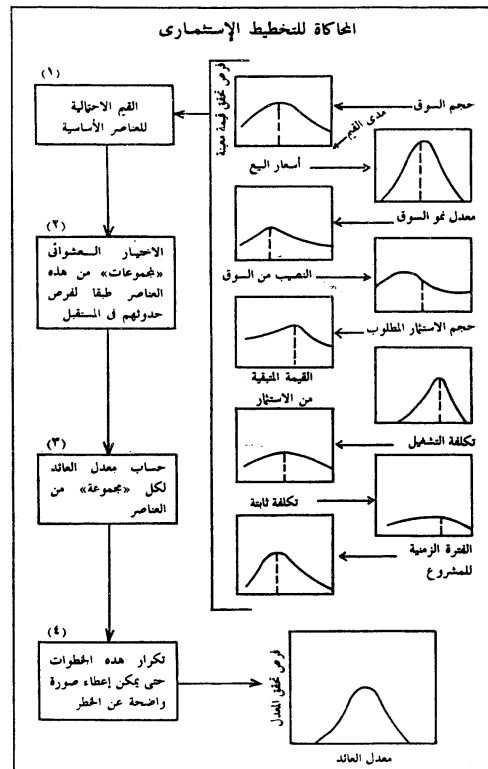 المحاكاة للتخطيط الإستثمارى
(١)
القيم الاحتمالية
للعناصر الأساسية
(٢)
الاختيار العشوائى
«لمجموعات» من هذه
العناصر طبقا لفرص
حدوثهم فى المستقبل
(٣)
حساب معدل العائد
لكل «مجموعة» من
العناصر
(٤)
تكرار هذه الخطوات
حتى يمكن إعطاء صورة
واضحة عن الخطر
فرص تحقق قيمة معينة
حجم السوق
مدى القيم
أسعار البيع
معدل نمو السوق
النصيب من السوق
حجم الاستثمار المطلوب
القيمة المتبقية
من الاستثمار
تكلفة التشغيل
تكلفة ثابتة
الفترة الزمنية
للمشروع
فرص تحقق المعدل
معدل العائد